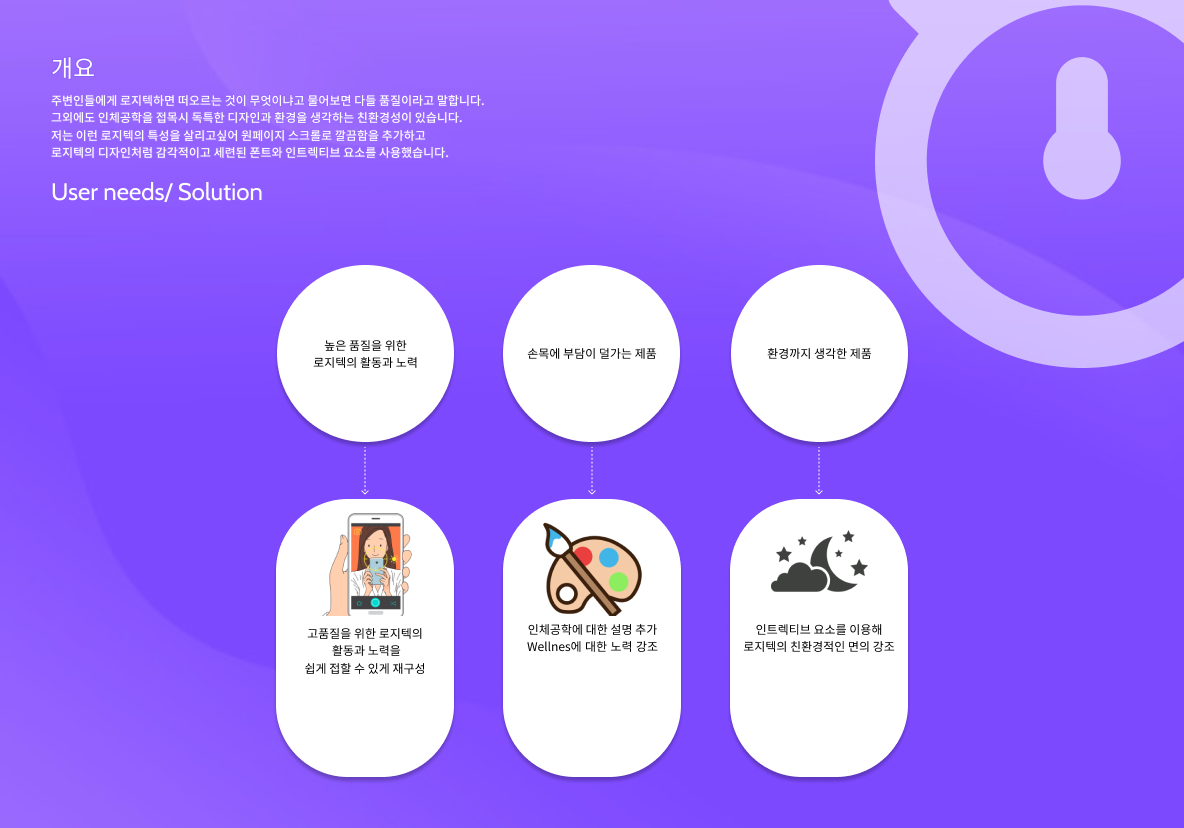 개요
주변인들에게 로지텍하면 떠오르는 것이 무엇이냐고 물어보면 다들 품질이라고 말합니다.
그외에도 인체공학을 접목시 독특한 디자인과 환경을 생각하는 친환경성이 있습니다.
저는 이런 로지텍의 특성을 살리고싶어 원페이지 스크롤로 깔끔함을 추가하고
로지텍의 디자인처럼 감각적이고 세련된 폰트와 인트렉티브 요소를 사용했습니다.
User needs/ Solution
높은 품질을 위한
로지텍의 활동과 노력
손목에 부담이 덜가는 제품
환경까지 생각한 제품
고품질을 위한 로지텍의
활동과 노력을
쉽게 접할 수 있게 재구성
인체공학에 대한 설명 추가
Wellnes에 대한 노력 강조
인트렉티브 요소를 이용해
로지텍의 친환경적인 면의 강조